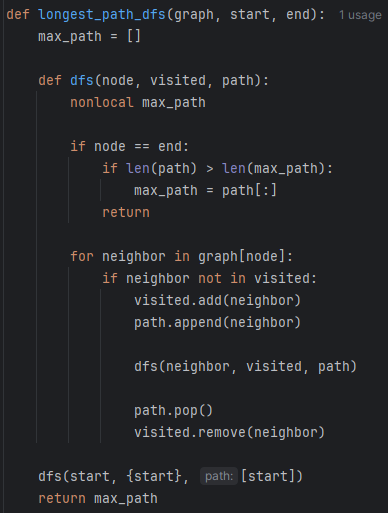 def longest_path_dfs(graph, start, end): 1 usage
    max_path = []
    def dfs(node, visited, path):
        nonlocal max_path
        if node == end:
            if len(path) > len(max_path):
                max_path = path[:]
            return
        for neighbor in graph[node]:
            if neighbor not in visited:
                visited.add(neighbor)
                path.append(neighbor)
                dfs(neighbor, visited, path)
                path.pop()
                visited.remove(neighbor)
    dfs(start, {start}, path: [start])
    return max_path